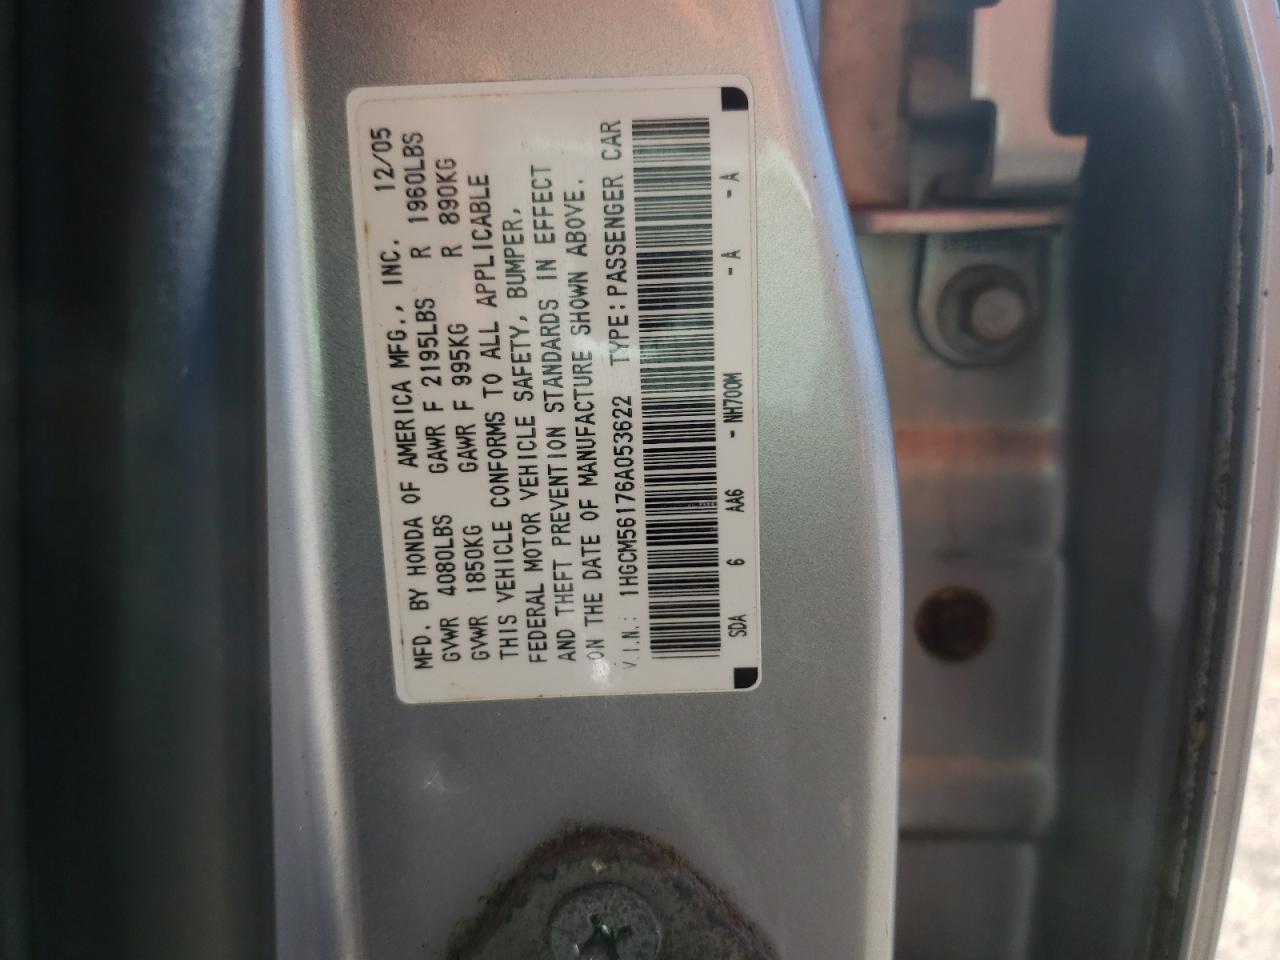 MFD. BY HONDA OF AMERICA MFG., INC. 12/05
GVWR 4080LBS GAWR F 2195LBS R 1960LBS
GVWR 1850KG GAWR F 995KG R 890KG
THIS VEHICLE CONFORMS TO ALL APPLICABLE
FEDERAL MOTOR VEHICLE SAFETY, BUMPER,
AND THEFT PREVENTION STANDARDS IN EFFECT
ON THE DATE OF MANUFACTURE SHOWN ABOVE.
V.I.N.: 1HGCM56176A053622 TYPE:PASSENGER CAR
SDA 6 AA6 - NH700M - A - A